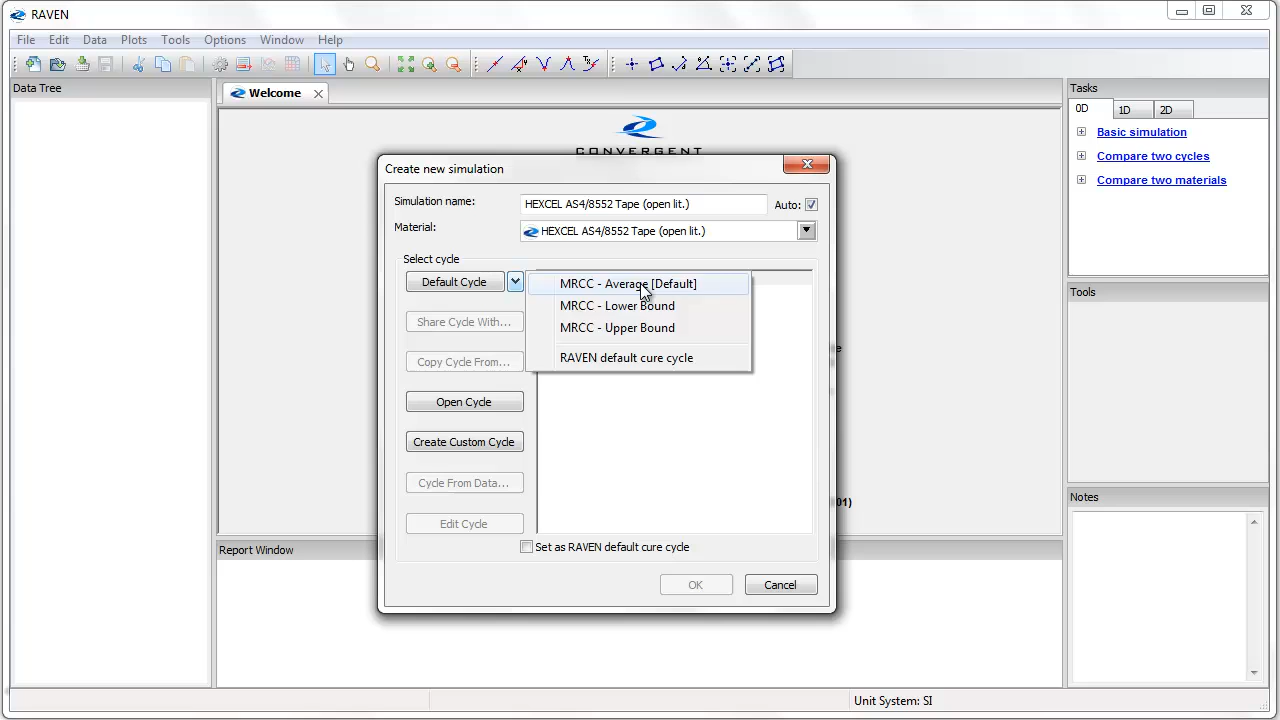 RAVEN
File Edit Data Plots Tools Options Window Help
Data Tree
Welcome
CONVERGENT
Create new simulation
Simulation name: HEXCEL AS4/8552 Tape (open lit.) Auto:
Material: HEXCEL AS4/8552 Tape (open lit.)
Select cycle
Default Cycle
MRCC - Average [Default]
MRCC - Lower Bound
MRCC - Upper Bound
RAVEN default cure cycle
Share Cycle With...
Copy Cycle From...
Open Cycle
Create Custom Cycle
Cycle From Data...
Edit Cycle
Set as RAVEN default cure cycle
OK Cancel
01)
Report Window
Tasks
0D 1D 2D
Basic simulation
Compare two cycles
Compare two materials
Tools
Notes
Unit System: SI